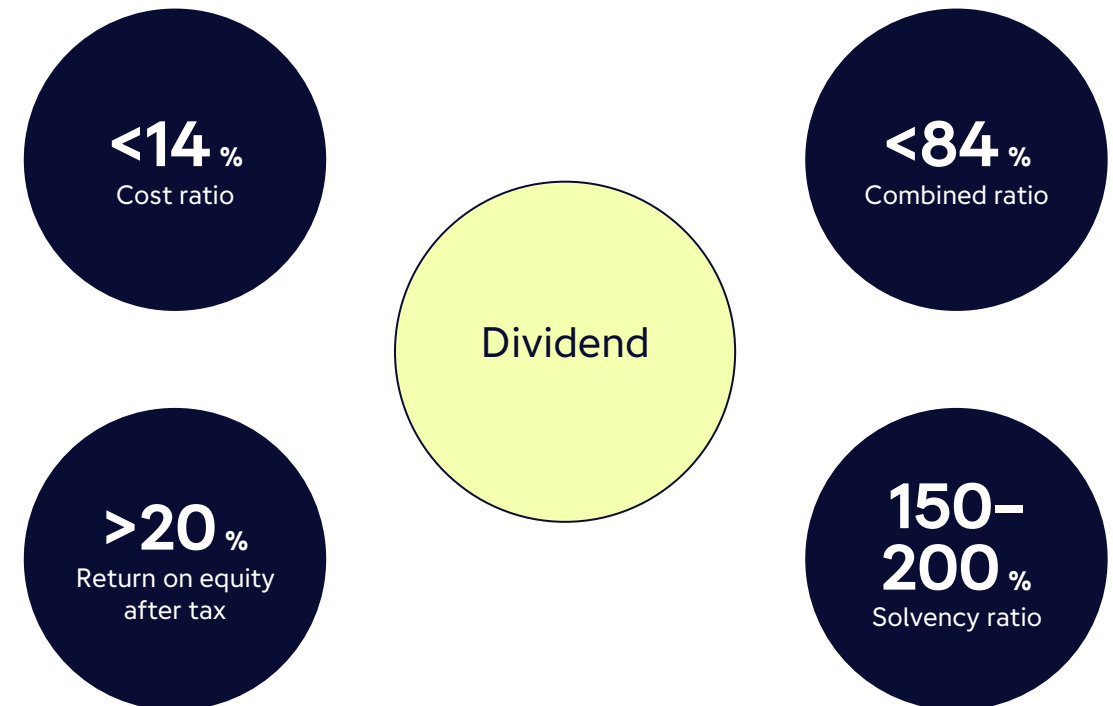 <14 %
Cost ratio
<84 %
Combined ratio
Dividend
>20 %
Return on equity
after tax
150–
200 %
Solvency ratio